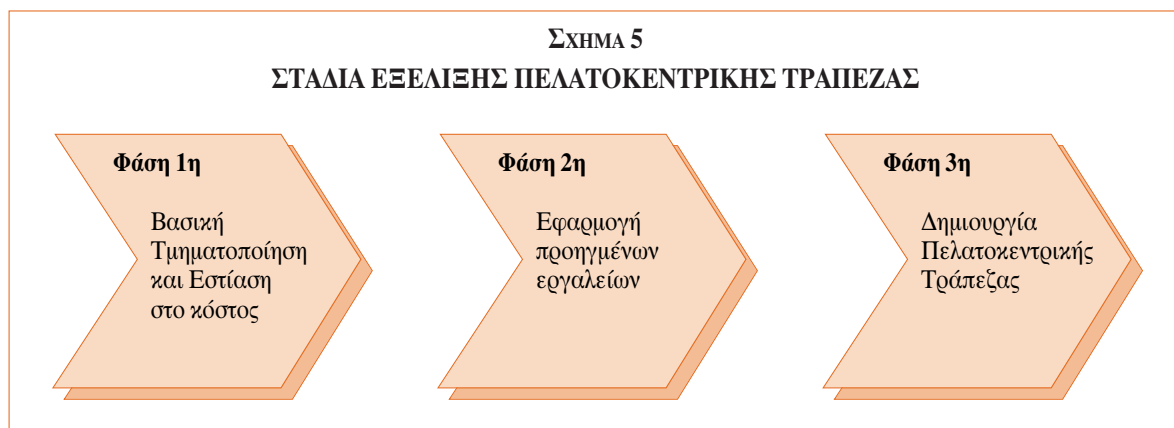 ΣΧΗΜΑ 5
ΣΤΑΔΙΑ ΕΞΕΛΙΞΗΣ ΠΕΛΑΤΟΚΕΝΤΡΙΚΗΣ ΤΡΑΠΕΖΑΣ
Φάση 1η
Βασική
Τμηματοποίηση
και Εστίαση
στο κόστος
Φάση 2η
Εφαρμογή
προηγμένων
εργαλείων
Φάση 3η
Δημιουργία
Πελατοκεντρικής
Τράπεζας